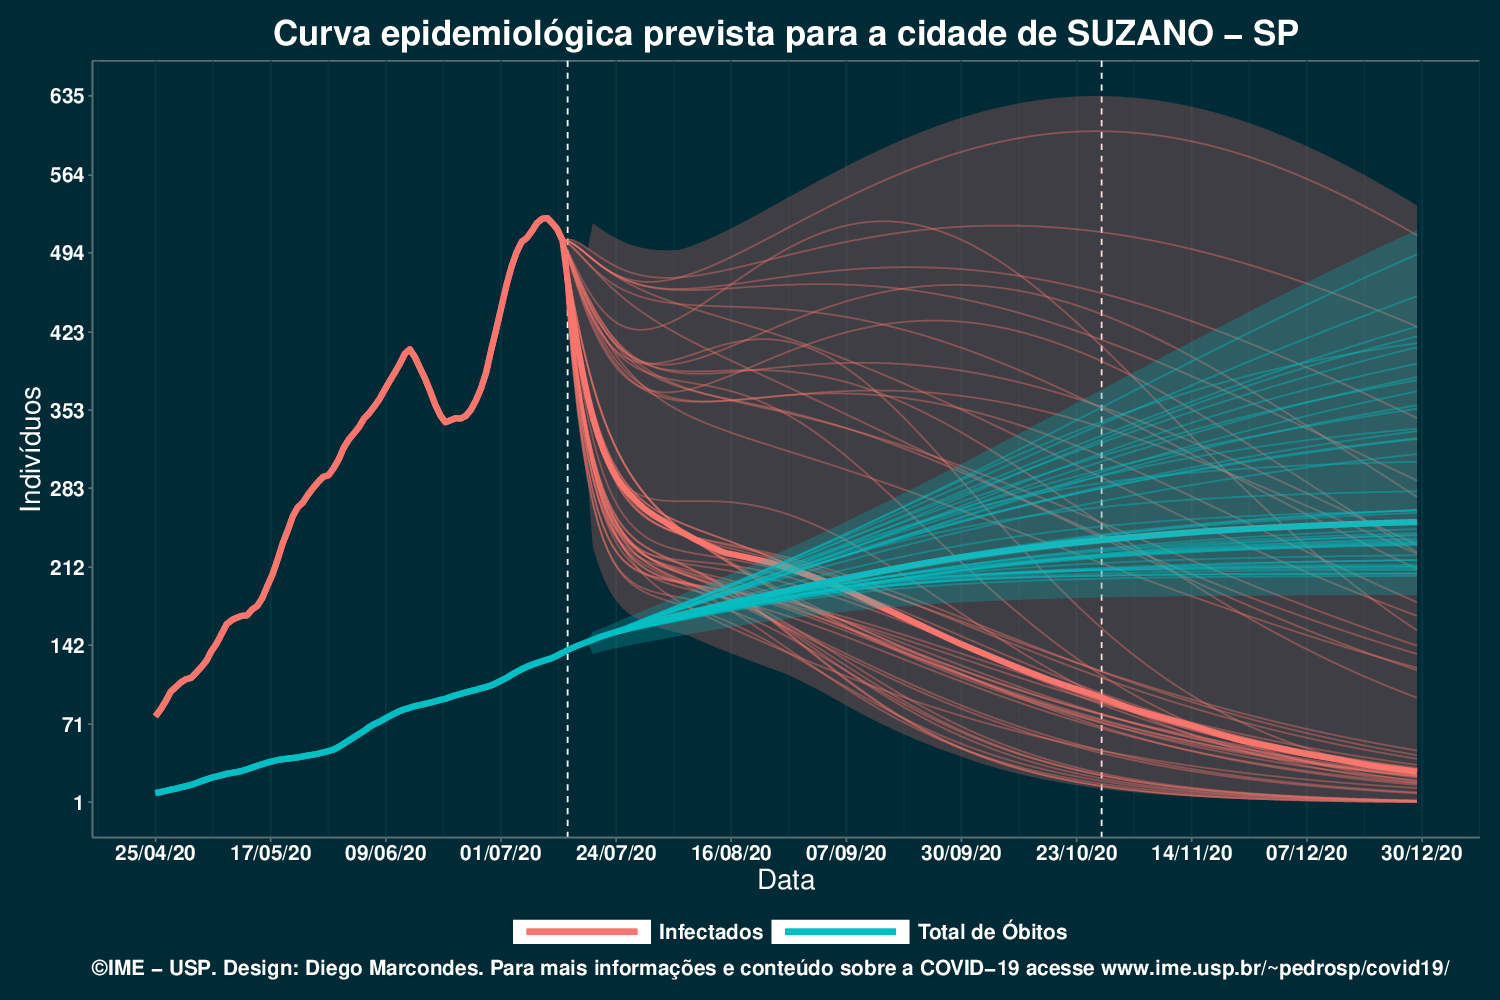 Curva epidemiológica prevista para a cidade de SUZANO – SP
635
564
494
423
353
283
212
142
71
1
Indivíduos
25/04/20 17/05/20 09/06/20 01/07/20 24/07/20 16/08/20 07/09/20 30/09/20 23/10/20 14/11/20 07/12/20 30/12/20
Data
Infectados Total de Óbitos
©IME – USP. Design: Diego Marcondes. Para mais informações e conteúdo sobre a COVID–19 acesse www.ime.usp.br/~pedrosp/covid19/